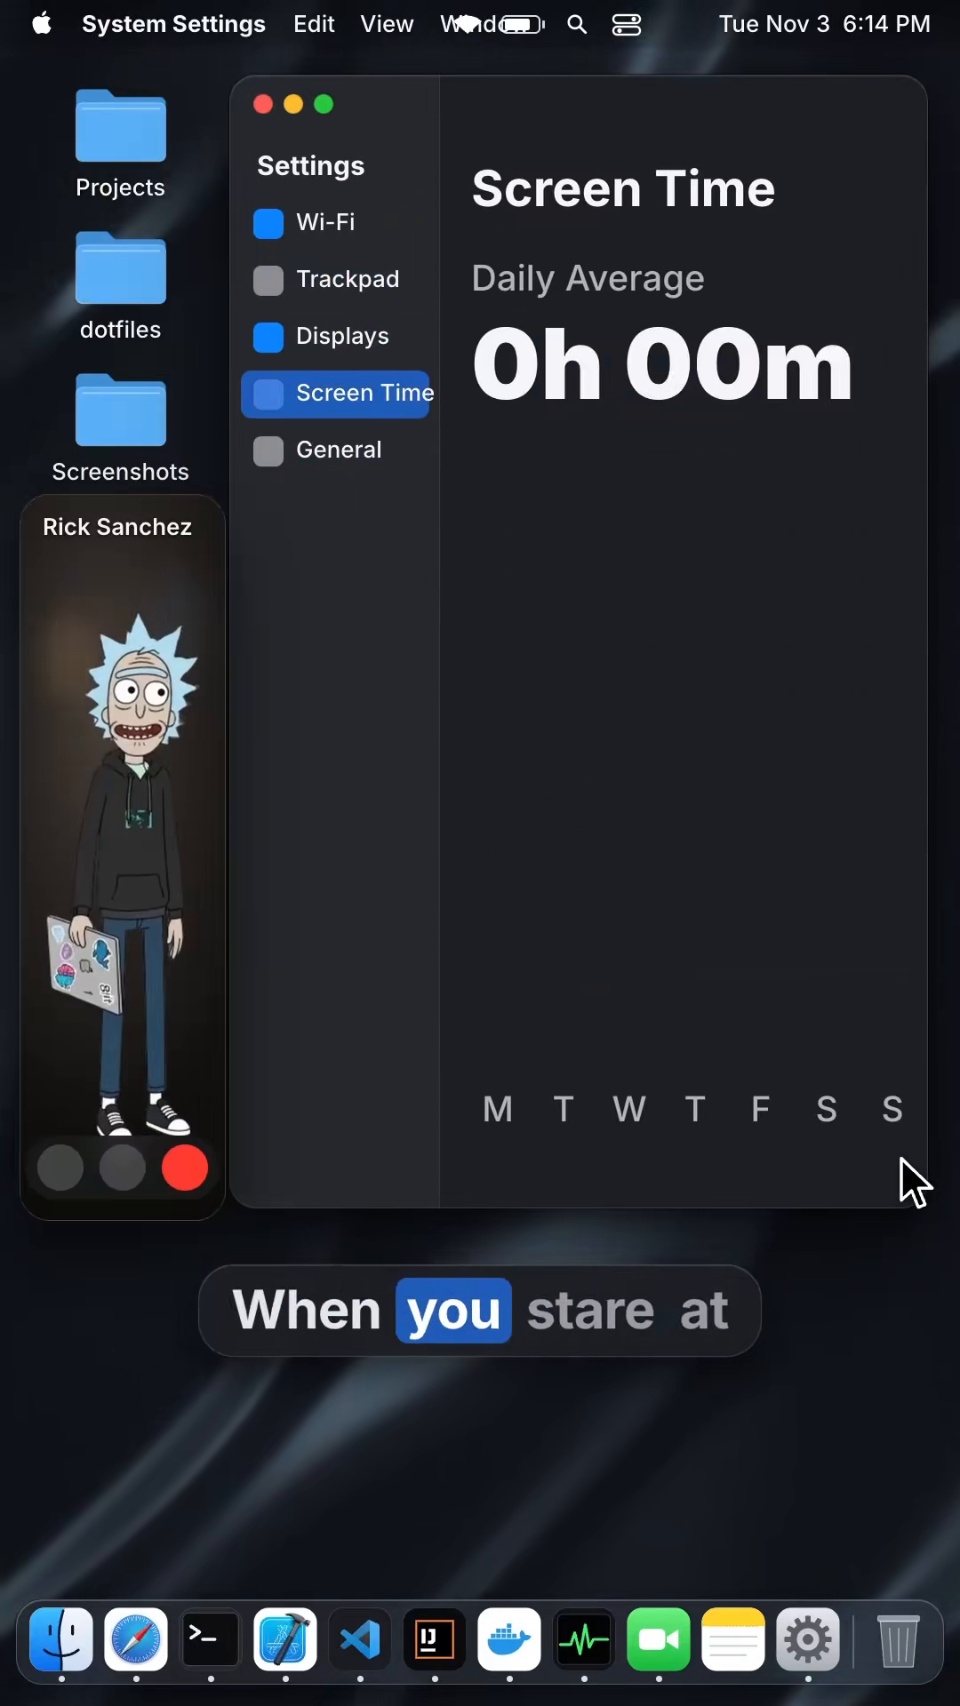 System Settings Edit View Tue Nov 3 6:14 PM
Projects
dotfiles
Screenshots
Settings
Wi-Fi
Trackpad
Displays
Screen Time
General
Screen Time
Daily Average
0h 00m
M T W T F S S
Rick Sanchez
When you stare at